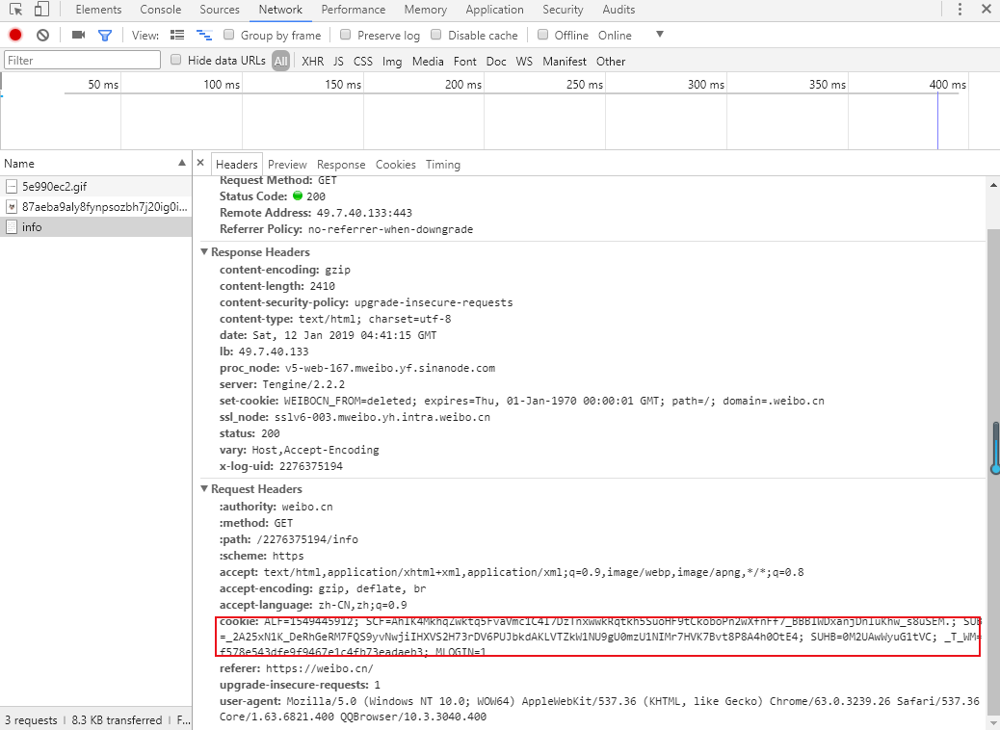 Elements Console Sources Network Performance Memory Application Security Audits
View: Group by frame Preserve log Disable cache Offline Online
Filter Hide data URLs All XHR JS CSS Img Media Font Doc WS Manifest Other
50 ms 100 ms 150 ms 200 ms 250 ms 300 ms 350 ms 400 ms
Name
5e990ec2.gif
87aeba9aly8fynpsozbh7j20ig0i...
info
3 requests | 8.3 KB transferred | F...
Headers Preview Response Cookies Timing
Request Method: GET
Status Code: 200
Remote Address: 49.7.40.133:443
Referrer Policy: no-referrer-when-downgrade
Response Headers
content-encoding: gzip
content-length: 2410
content-security-policy: upgrade-insecure-requests
content-type: text/html; charset=utf-8
date: Sat, 12 Jan 2019 04:41:15 GMT
lb: 49.7.40.133
proc_node: v5-web-167.mweibo.yf.sinanode.com
server: Tengine/2.2.2
set-cookie: WEIBOCN_FROM=deleted; expires=Thu, 01-Jan-1970 00:00:01 GMT; path=/; domain=.weibo.cn
ssl_node: sslv6-003.mweibo.yh.intra.weibo.cn
status: 200
vary: Host,Accept-Encoding
x-log-uid: 2276375194
Request Headers
:authority: weibo.cn
:method: GET
:path: /2276375194/info
:scheme: https
accept: text/html,application/xhtml+xml,application/xml;q=0.9,image/webp,image/apng,*/*;q=0.8
accept-encoding: gzip, deflate, br
accept-language: zh-CN,zh;q=0.9
cookie: ALF=1549445912; SUB
=_2A25xN1K_DeRhGeRM7FQS9yvNwjiIHXVS2H73rDV6PUJbkdAKLVTZkW1NU9gU0mzU1NIMr7HVK7Bvt8P8A4h0OtE4; SUHB=0M2UAwWyuG1tVC; _T_WM=
f578e543dfe9f9467e1c4fb73eadaeb3; MLOGIN=1
referer: https://weibo.cn/
upgrade-insecure-requests: 1
user-agent: Mozilla/5.0 (Windows NT 10.0; WOW64) AppleWebKit/537.36 (KHTML, like Gecko) Chrome/63.0.3239.26 Safari/537.36
Core/1.63.6821.400 QQBrowser/10.3.3040.400